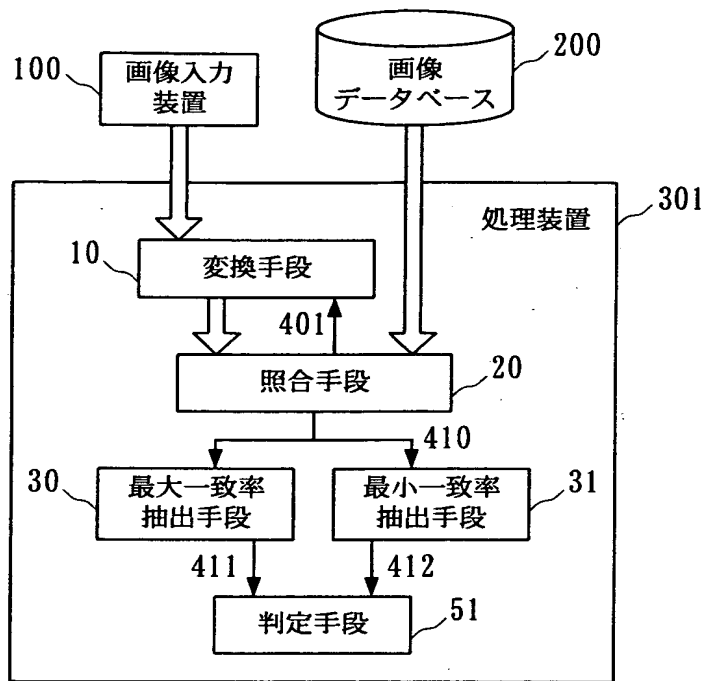 100
画像入力
装置
画像
データベース
200
処理装置
301
10
変換手段
401
照合手段
20
410
30
最大一致率
抽出手段
最小一致率
抽出手段
31
411
412
判定手段
51